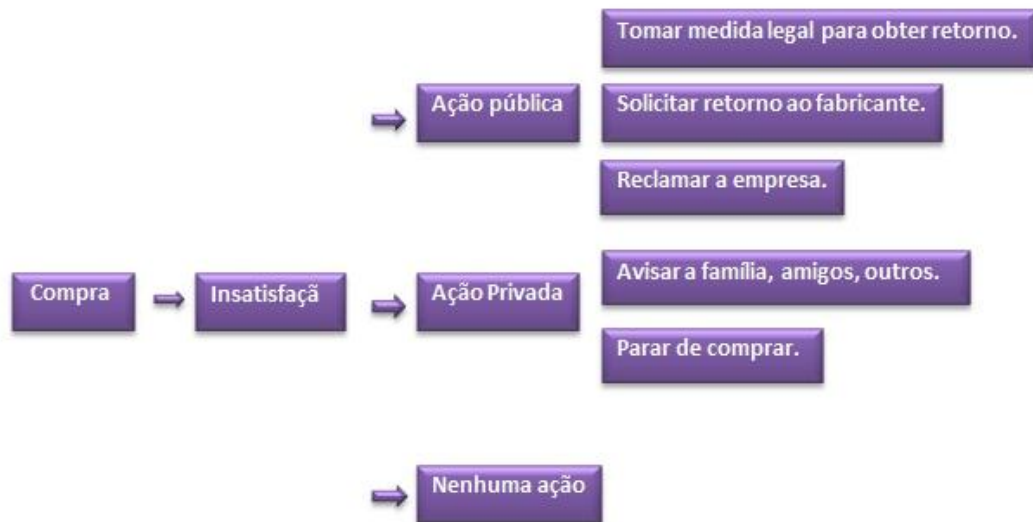 Tomar medida legal para obter retorno.
Ação pública
Solicitar retorno ao fabricante.
Reclamar a empresa.
Compra
Insatisfaçã
Ação Privada
Avisar a família, amigos, outros.
Parar de comprar.
Nenhuma ação